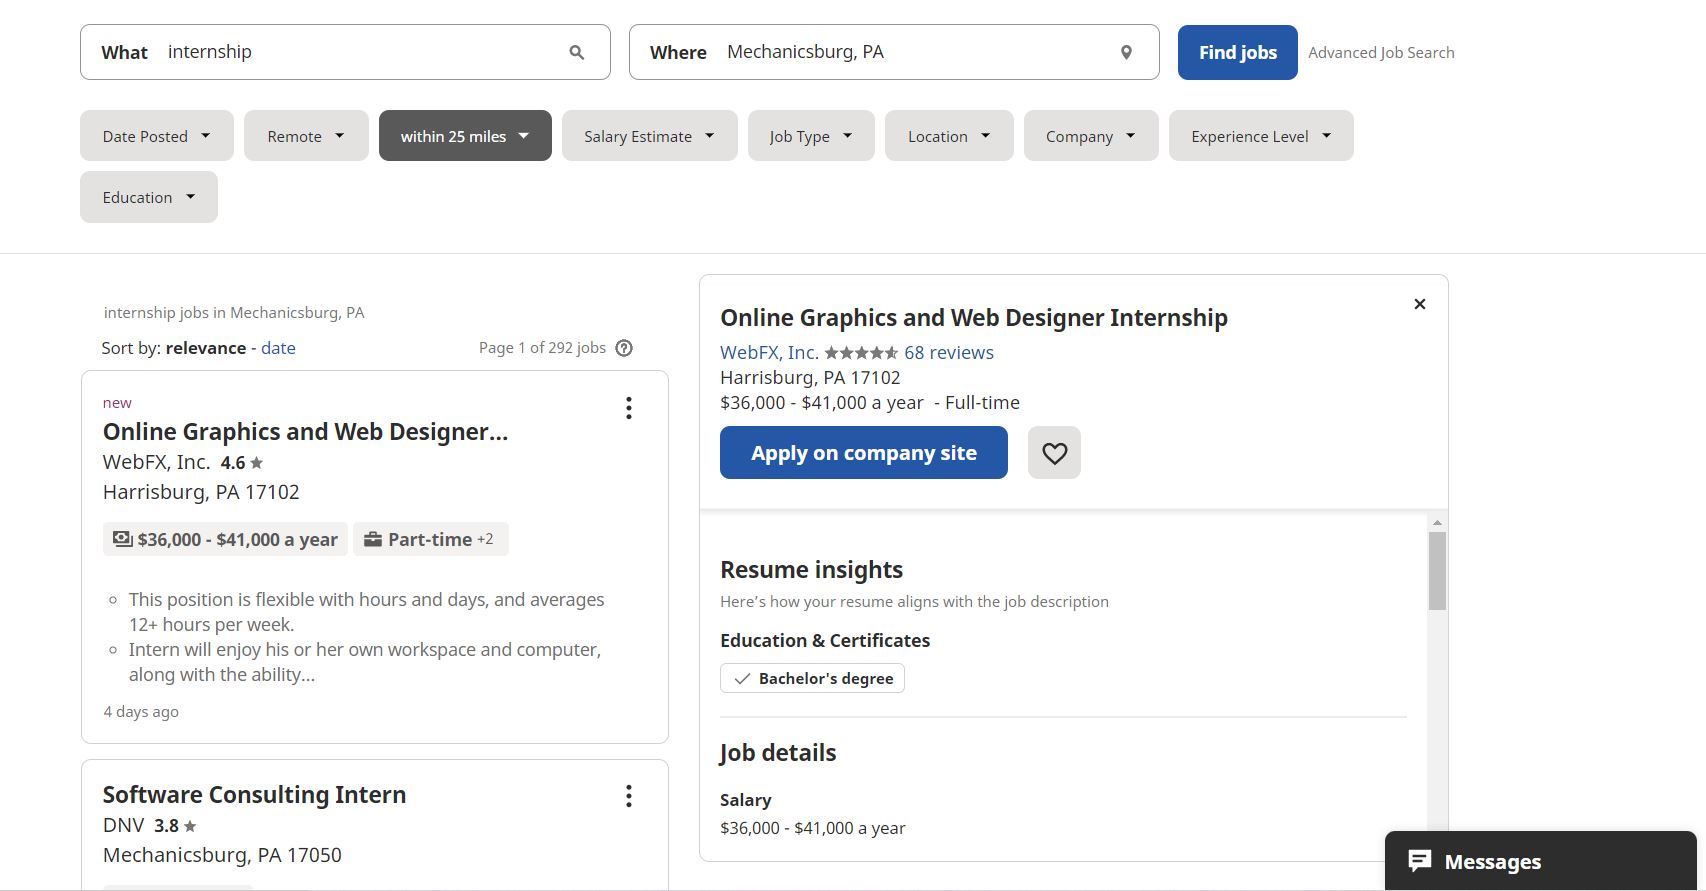 What internship
Where Mechanicsburg, PA
Find jobs
Advanced Job Search
Date Posted
Remote
within 25 miles
Salary Estimate
Job Type
Location
Company
Experience Level
Education
internship jobs in Mechanicsburg, PA
Sort by: relevance - date
Page 1 of 292 jobs
new
Online Graphics and Web Designer...
WebFX, Inc. 4.6
Harrisburg, PA 17102
$36,000 - $41,000 a year
Part-time +2
This position is flexible with hours and days, and averages
12+ hours per week.
Intern will enjoy his or her own workspace and computer,
along with the ability...
4 days ago
Software Consulting Intern
DNV 3.8
Mechanicsburg, PA 17050
Online Graphics and Web Designer Internship
WebFX, Inc. 68 reviews
Harrisburg, PA 17102
$36,000 - $41,000 a year - Full-time
Apply on company site
Resume insights
Here’s how your resume aligns with the job description
Education & Certificates
Bachelor's degree
Job details
Salary
$36,000 - $41,000 a year
Messages